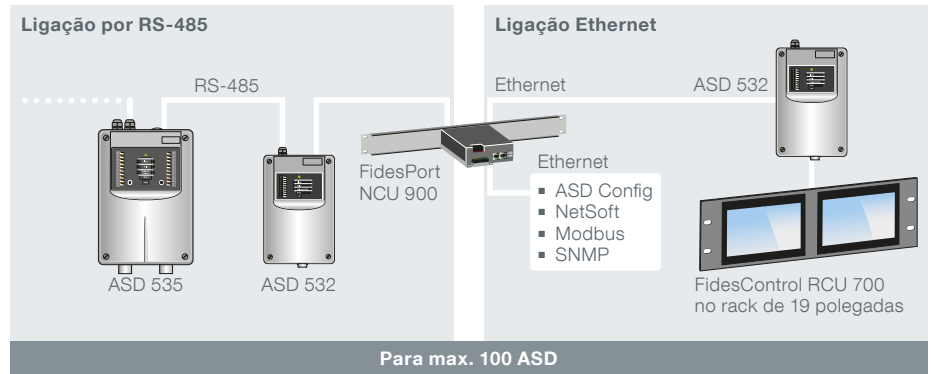 Ligação por RS-485
RS-485
ASD 535
ASD 532
FidesPort
NCU 900
Ligação Ethernet
Ethernet
ASD 532
Ethernet
▪ ASD Config
▪ NetSoft
▪ Modbus
▪ SNMP
FidesControl RCU 700
no rack de 19 polegadas
Para max. 100 ASD